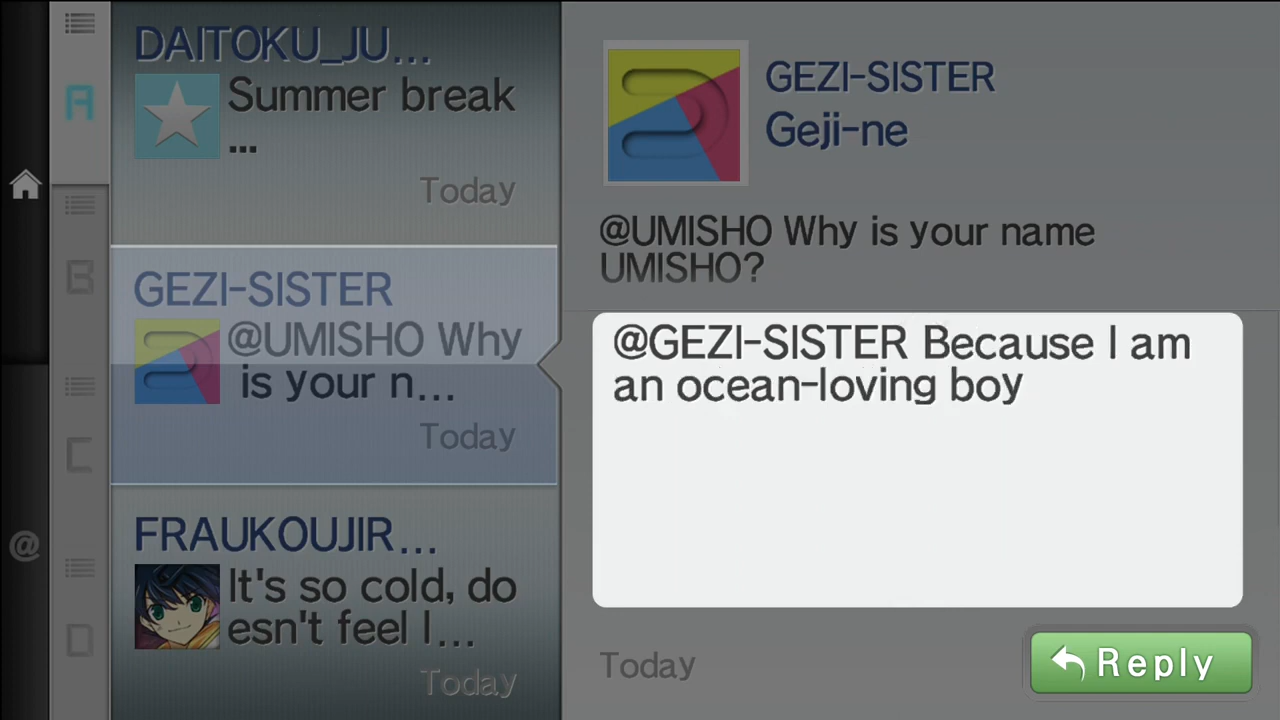 A
B
C
D
@
DAITOKU_JU...
Summer break
...
Today
GEZI-SISTER
@UMISHO Why
is your n...
Today
FRAUKOUJIR...
It's so cold, do
esn't feel l...
Today
GEZI-SISTER
Geji-ne
@UMISHO Why is your name
UMISHO?
@GEZI-SISTER Because I am
an ocean-loving boy
Today
Reply